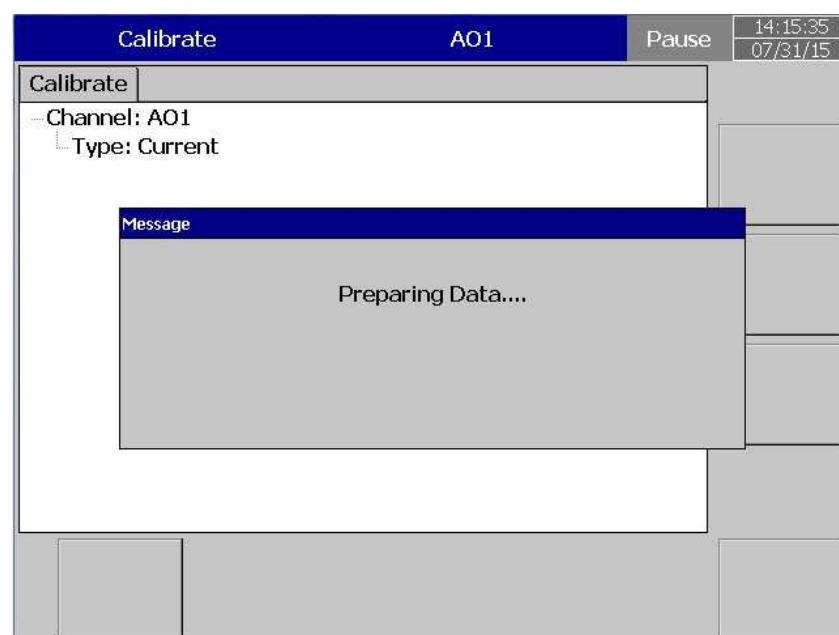 Calibrate AO1 Pause 14:15:35
07/31/15
Calibrate
Channel: AO1
Type: Current
Message
Preparing Data....